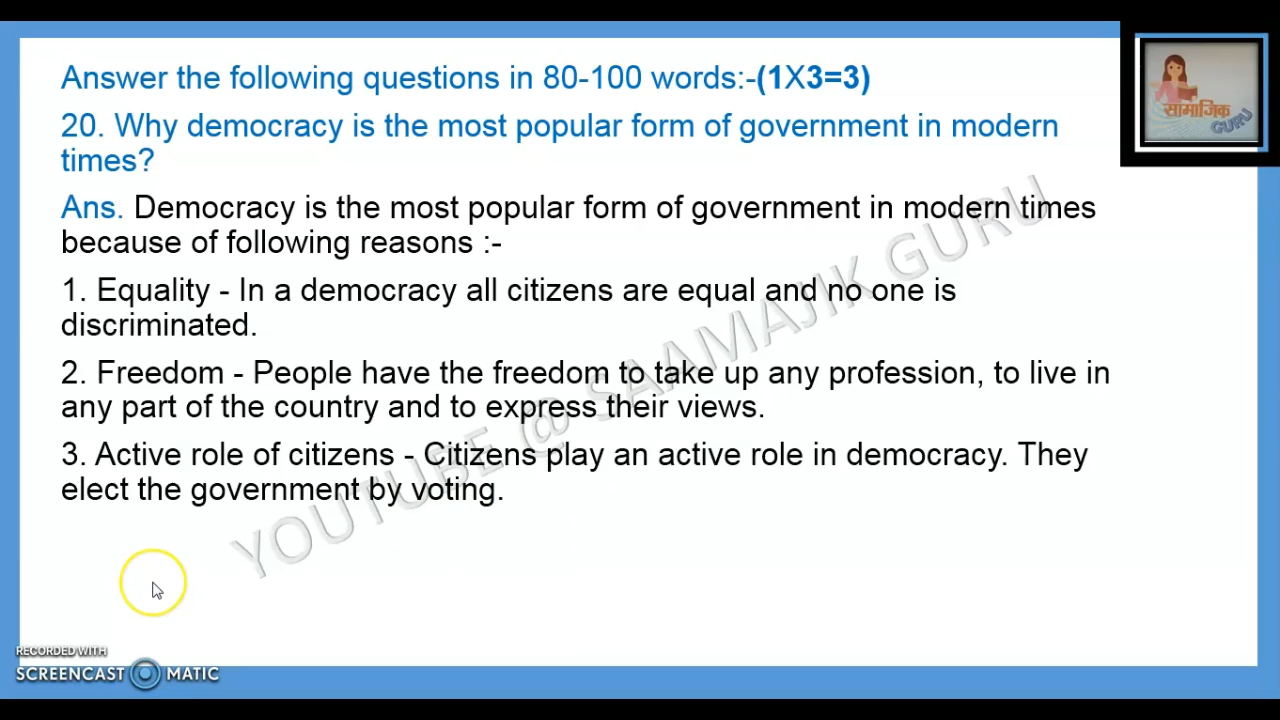 Answer the following questions in 80-100 words:-(1X3=3)
20. Why democracy is the most popular form of government in modern
times?
Ans. Democracy is the most popular form of government in modern times
because of following reasons :-
1. Equality - In a democracy all citizens are equal and no one is
discriminated.
2. Freedom - People have the freedom to take up any profession, to live in
any part of the country and to express their views.
3. Active role of citizens - Citizens play an active role in democracy. They
elect the government by voting.
YOUTUBE @ SAAMAJIK GURU
सामाजिक
GURU
RECORDED WITH
SCREENCAST MATIC